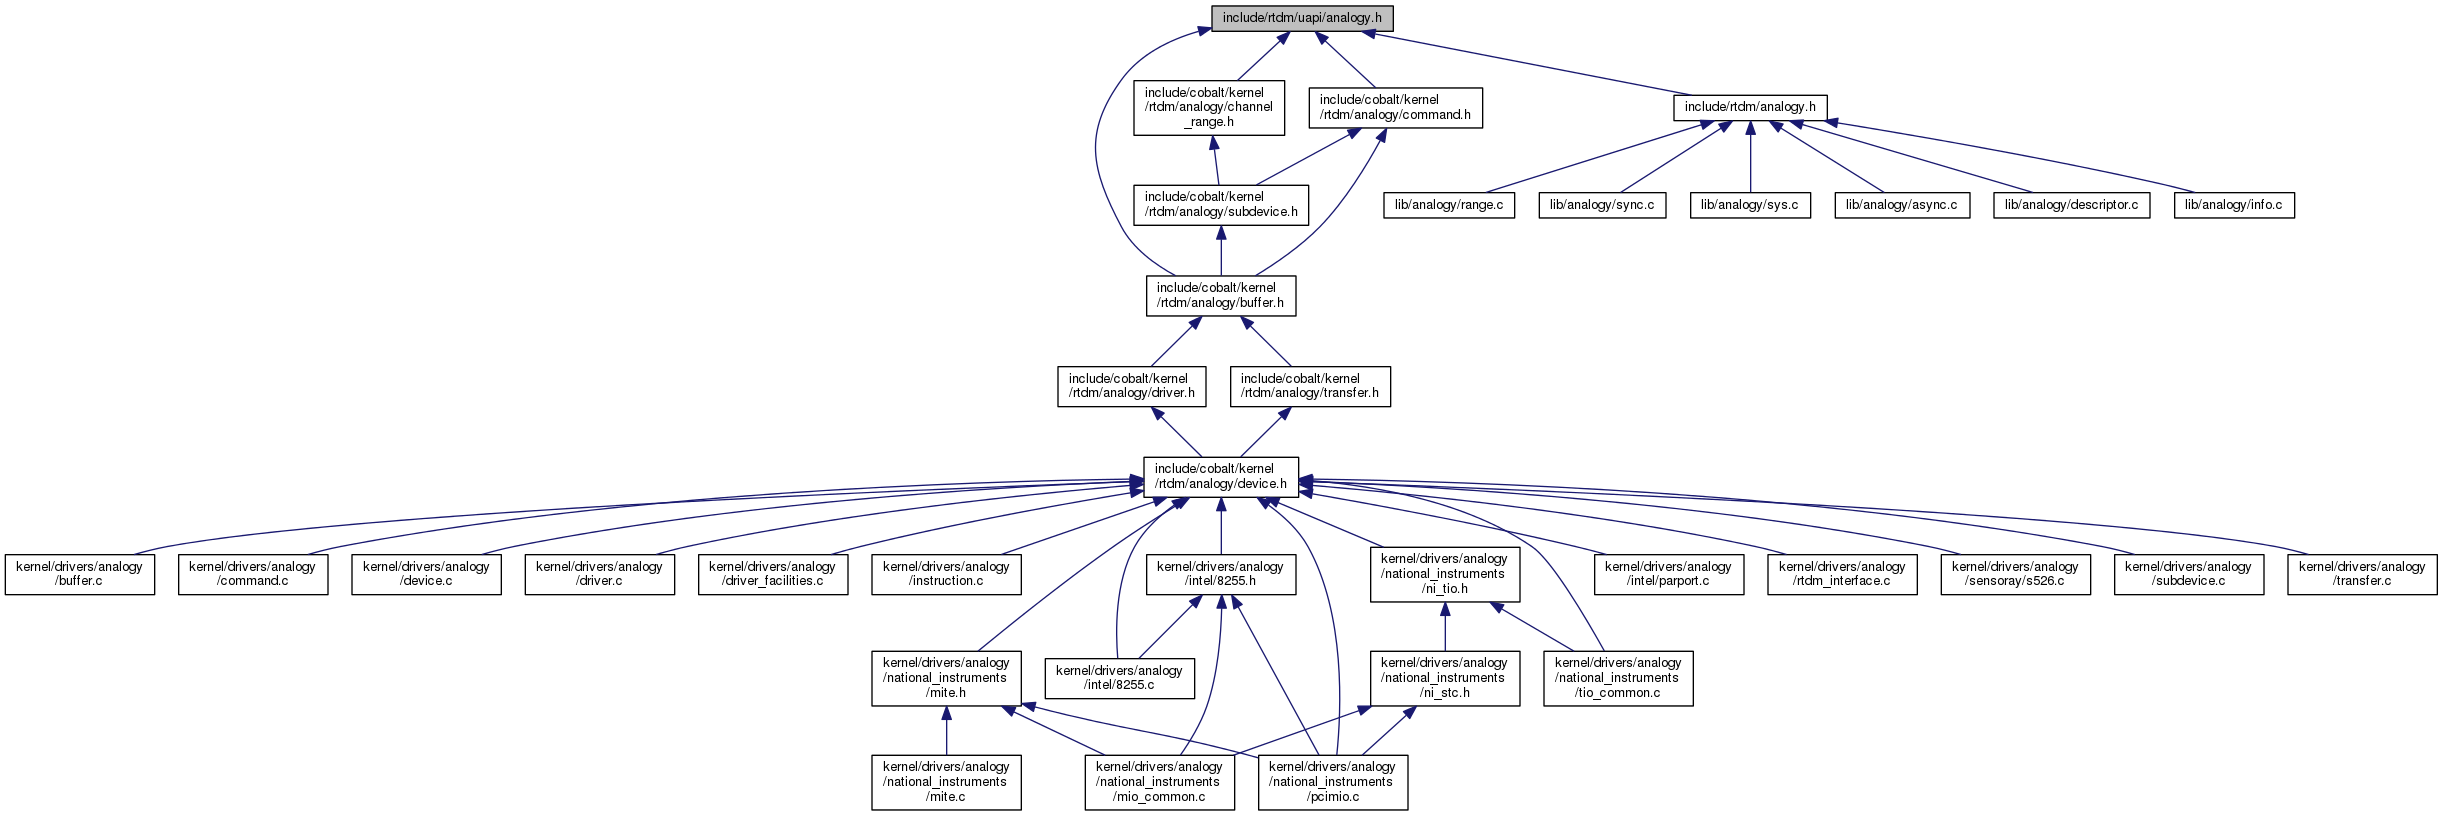 include/rtdm/uapi/analogy.h
include/cobalt/kernel
/rtdm/analogy/channel
_range.h
include/cobalt/kernel
/rtdm/analogy/command.h
include/rtdm/analogy.h
include/cobalt/kernel
/rtdm/analogy/subdevice.h
lib/analogy/range.c
lib/analogy/sync.c
lib/analogy/sys.c
lib/analogy/async.c
lib/analogy/descriptor.c
lib/analogy/info.c
include/cobalt/kernel
/rtdm/analogy/buffer.h
include/cobalt/kernel
/rtdm/analogy/driver.h
include/cobalt/kernel
/rtdm/analogy/transfer.h
include/cobalt/kernel
/rtdm/analogy/device.h
kernel/drivers/analogy
/buffer.c
kernel/drivers/analogy
/command.c
kernel/drivers/analogy
/device.c
kernel/drivers/analogy
/driver.c
kernel/drivers/analogy
/driver_facilities.c
kernel/drivers/analogy
/instruction.c
kernel/drivers/analogy
/intel/8255.h
kernel/drivers/analogy
/national_instruments
/ni_tio.h
kernel/drivers/analogy
/intel/parport.c
kernel/drivers/analogy
/rtdm_interface.c
kernel/drivers/analogy
/sensoray/s526.c
kernel/drivers/analogy
/subdevice.c
kernel/drivers/analogy
/transfer.c
kernel/drivers/analogy
/national_instruments
/mite.h
kernel/drivers/analogy
/intel/8255.c
kernel/drivers/analogy
/national_instruments
/ni_stc.h
kernel/drivers/analogy
/national_instruments
/tio_common.c
kernel/drivers/analogy
/national_instruments
/mite.c
kernel/drivers/analogy
/national_instruments
/mio_common.c
kernel/drivers/analogy
/national_instruments
/pcimio.c